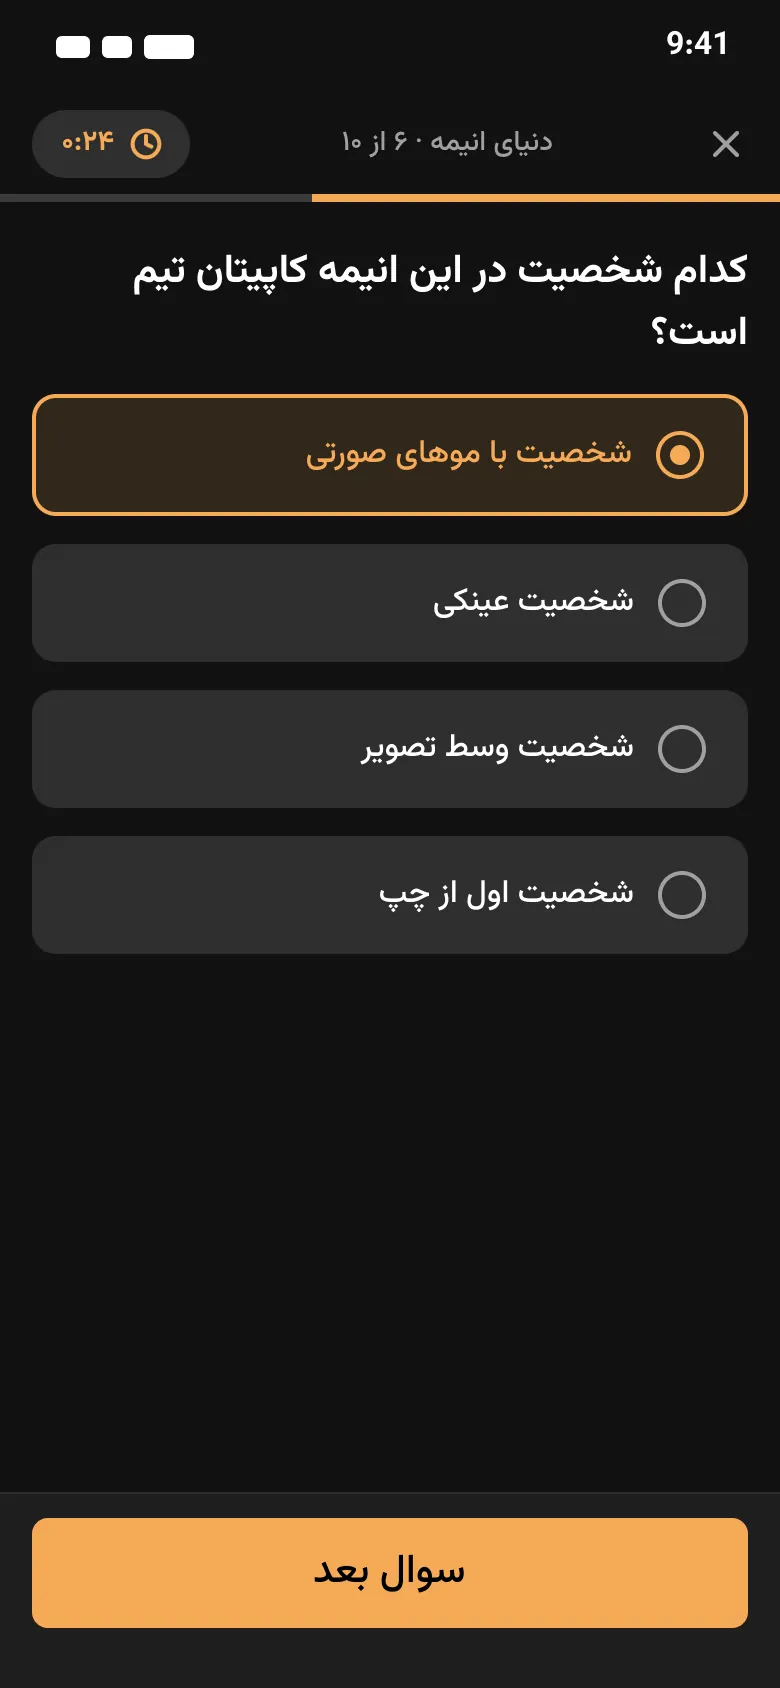 9:41
دنیای انیمه · ۶ از ۱۰
۰:۲۴
کدام شخصیت در این انیمه کاپیتان تیم
است؟
شخصیت با موهای صورتی
شخصیت عینکی
شخصیت وسط تصویر
شخصیت اول از چپ
سوال بعد